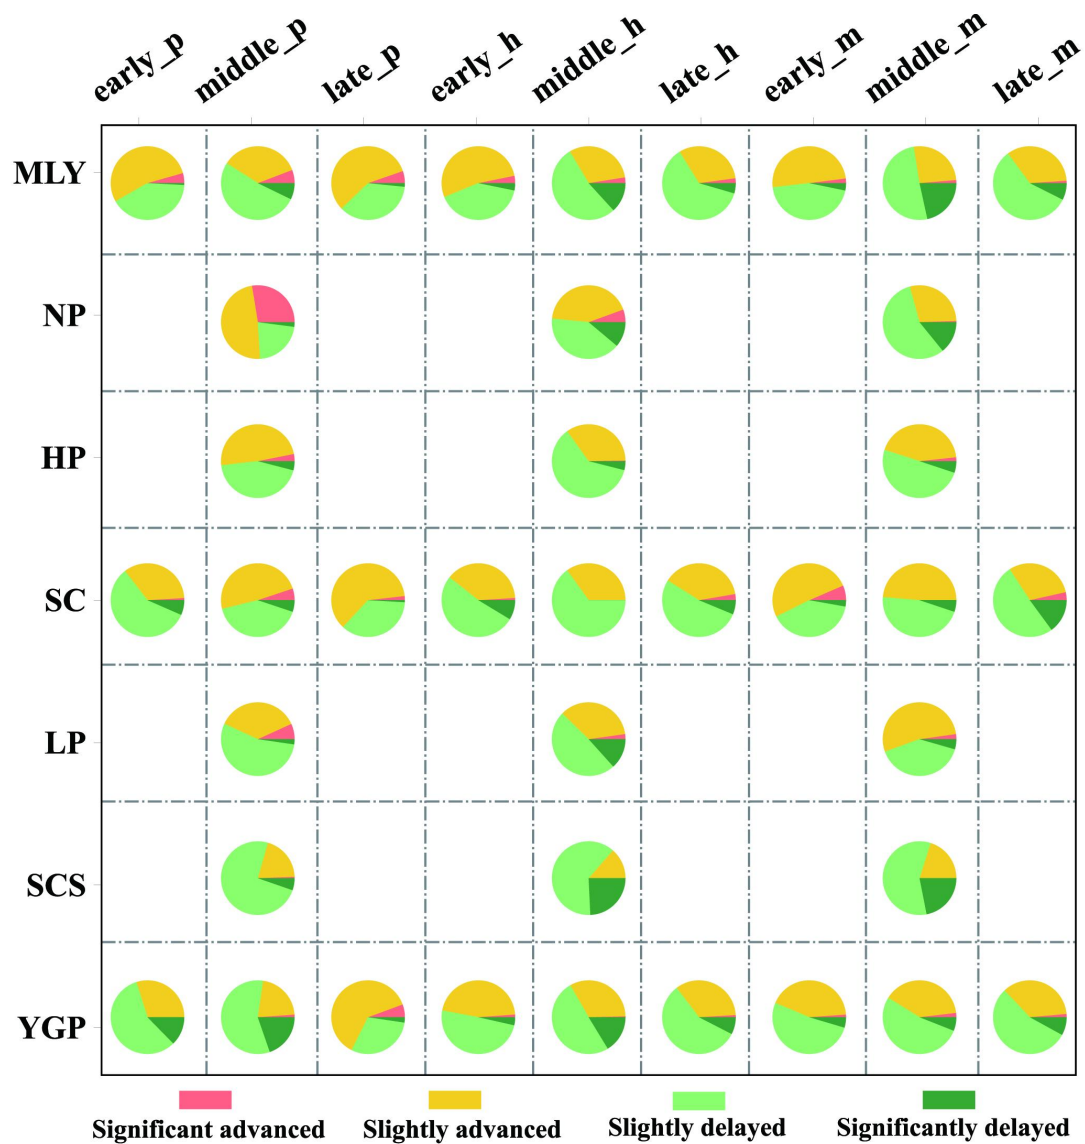 early_p middle_p late_p early_h middle_h late_h early_m middle_m late_m
MLY
NP
HP
SC
LP
SCS
YGP
Significant advanced Slightly advanced Slightly delayed Significantly delayed